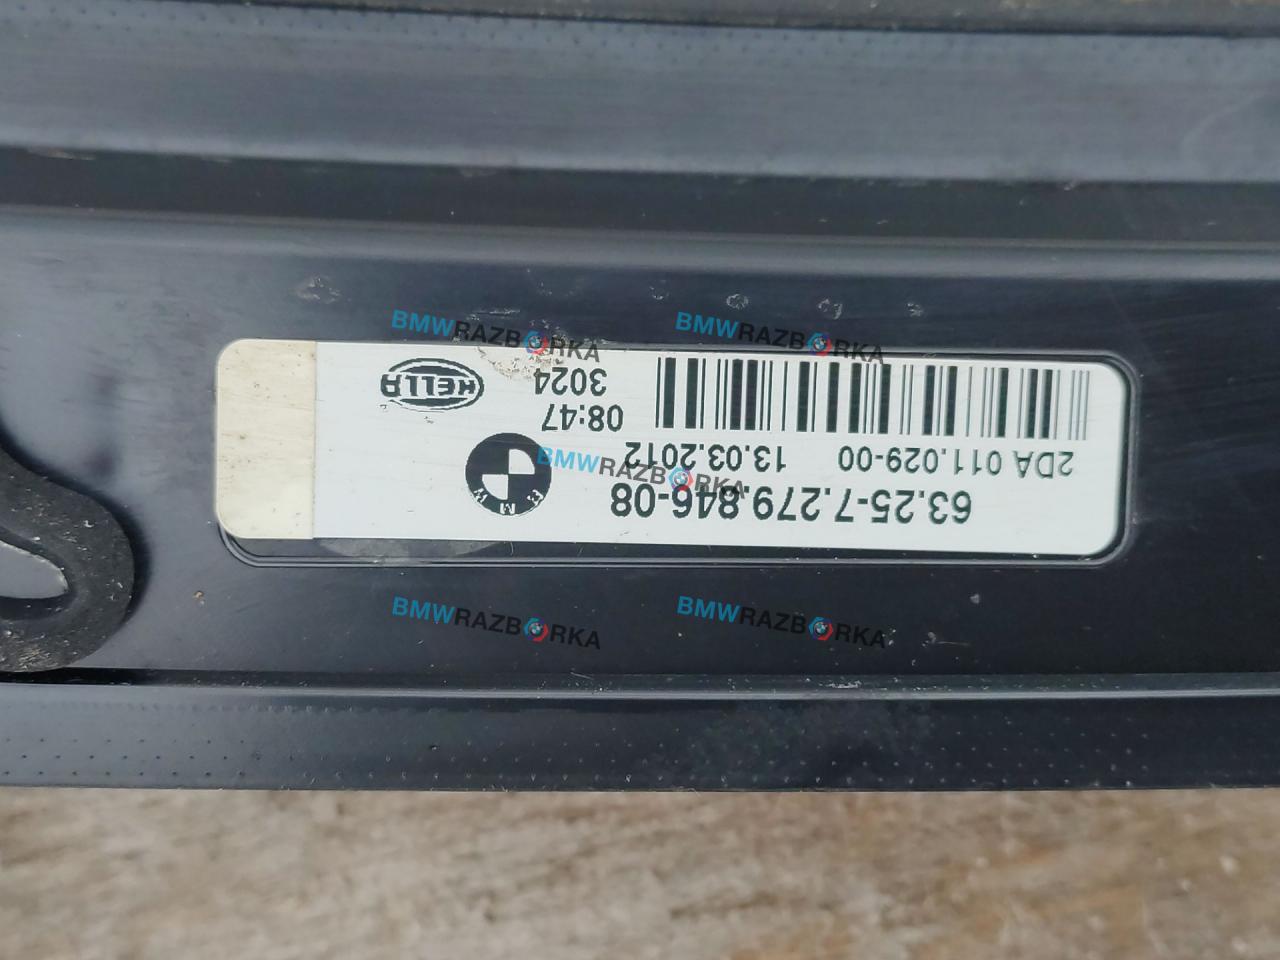 63.25-7.279.846-08
BMW
2DA 011.029-00 13.03.2012
08:47
3024
HELLA
BMWRAZBORKA
BMWRAZBORKA
BMWRAZBORKA
BMWRAZBORKA
BMWRAZBORKA